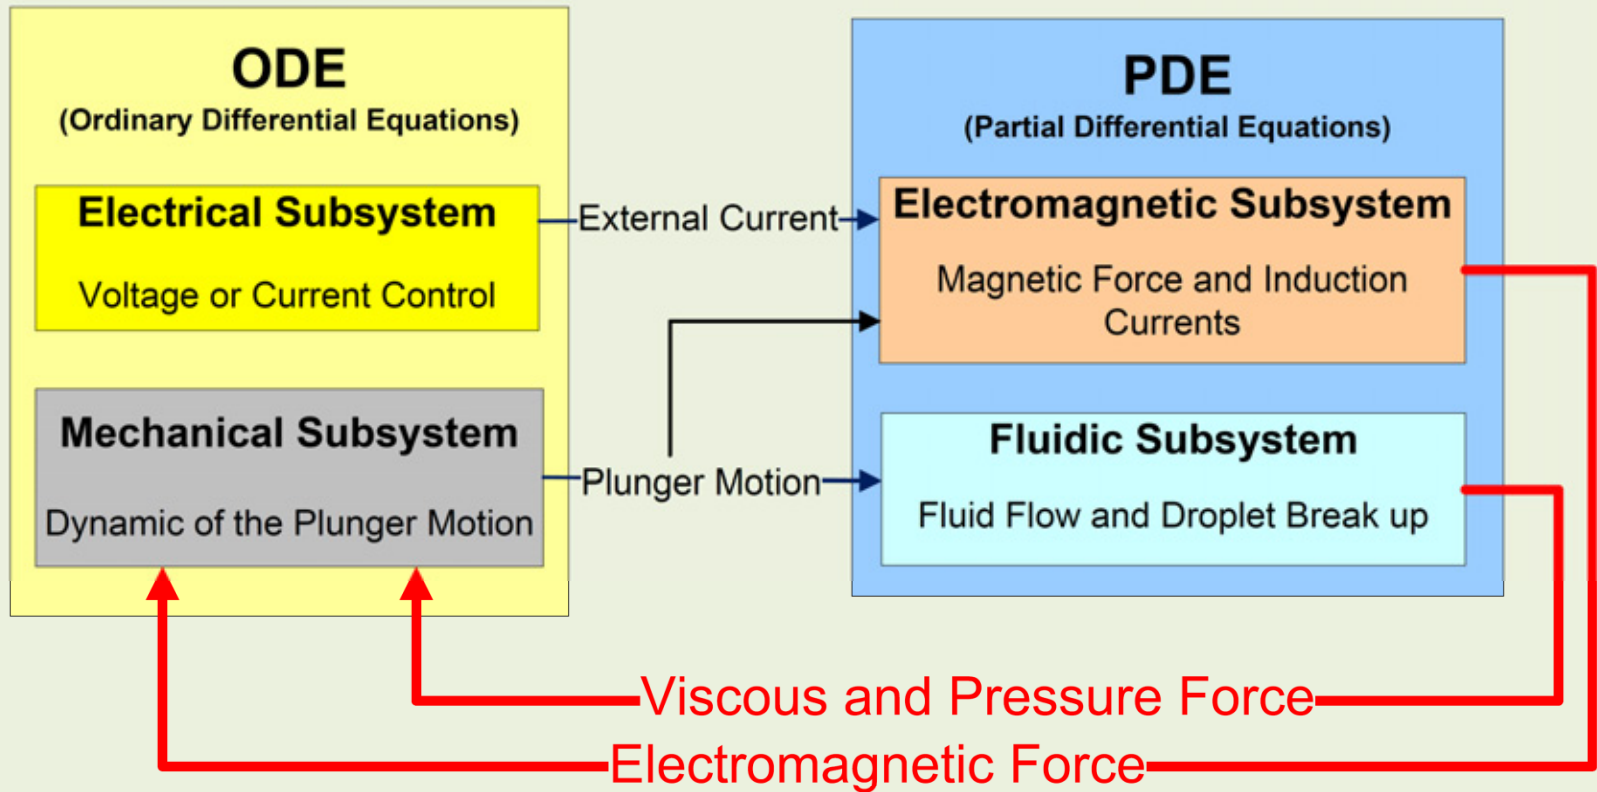 ODE
(Ordinary Differential Equations)
Electrical Subsystem
Voltage or Current Control
Mechanical Subsystem
Dynamic of the Plunger Motion
External Current
Plunger Motion
PDE
(Partial Differential Equations)
Electromagnetic Subsystem
Magnetic Force and Induction
Currents
Fluidic Subsystem
Fluid Flow and Droplet Break up
Viscous and Pressure Force
Electromagnetic Force